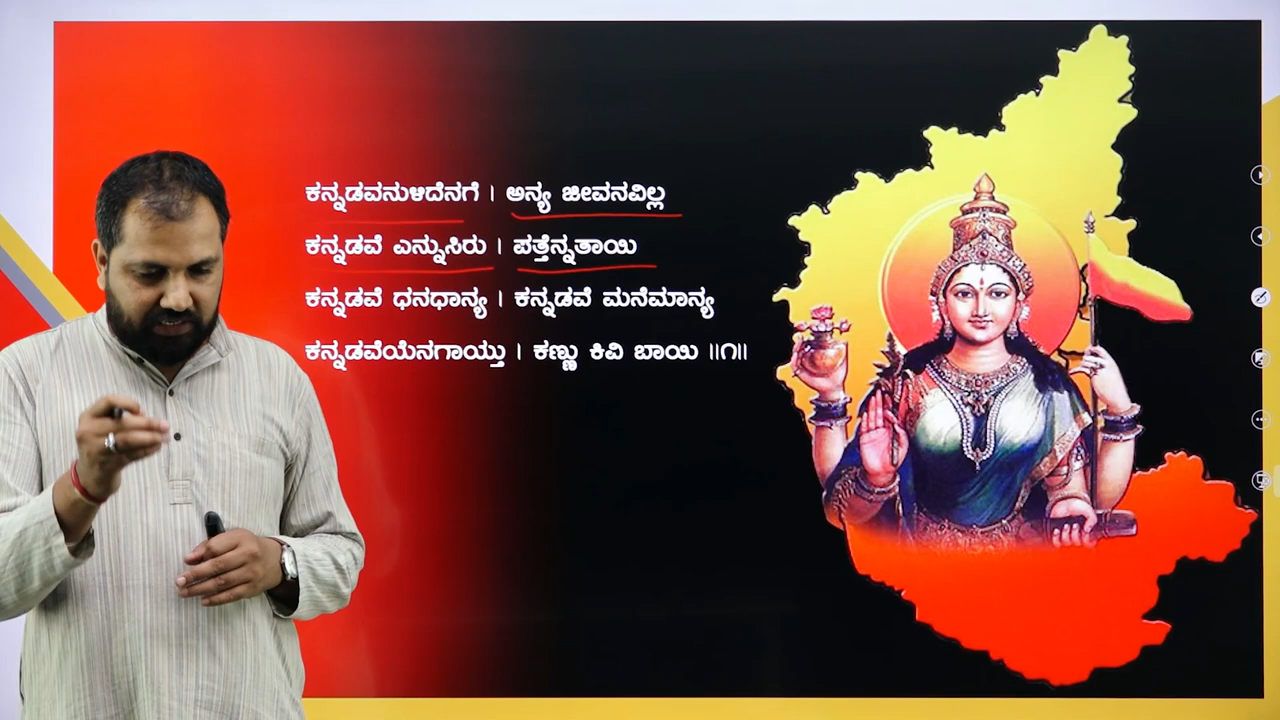 ಕನ್ನಡವನುಳಿದೆನಗೆ । ಅನ್ಯ ಜೀವನವಿಲ್ಲ
ಕನ್ನಡವೆ ಎನ್ನುಸಿರು । ಪತ್ತೆನ್ನತಾಯಿ
ಕನ್ನಡವೆ ಧನಧಾನ್ಯ । ಕನ್ನಡವೆ ಮನೆಮಾನ್ಯ
ಕನ್ನಡವೆಯೆನಗಾಯ್ತು । ಕಣ್ಣು ಕಿವಿ ಬಾಯಿ ॥೧॥